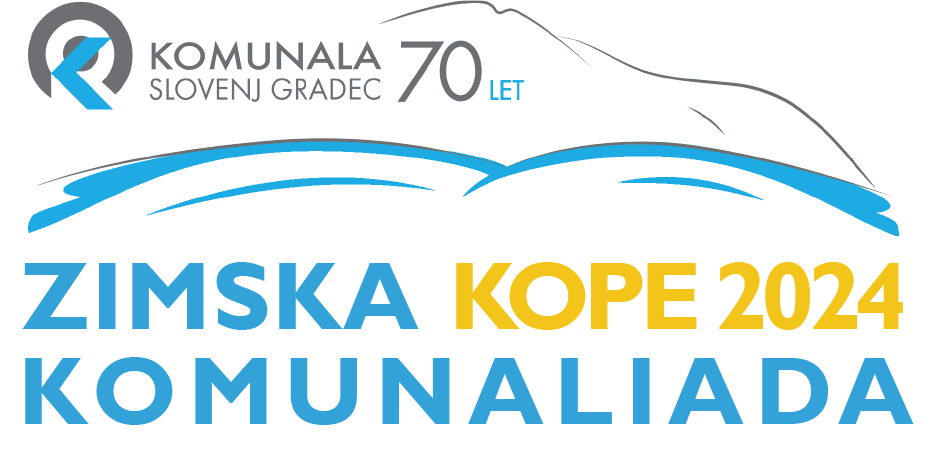 KOMUNALA
SLOVENJ GRADEC 70 LET
ZIMSKA KOPE 2024
KOMUNALIADA